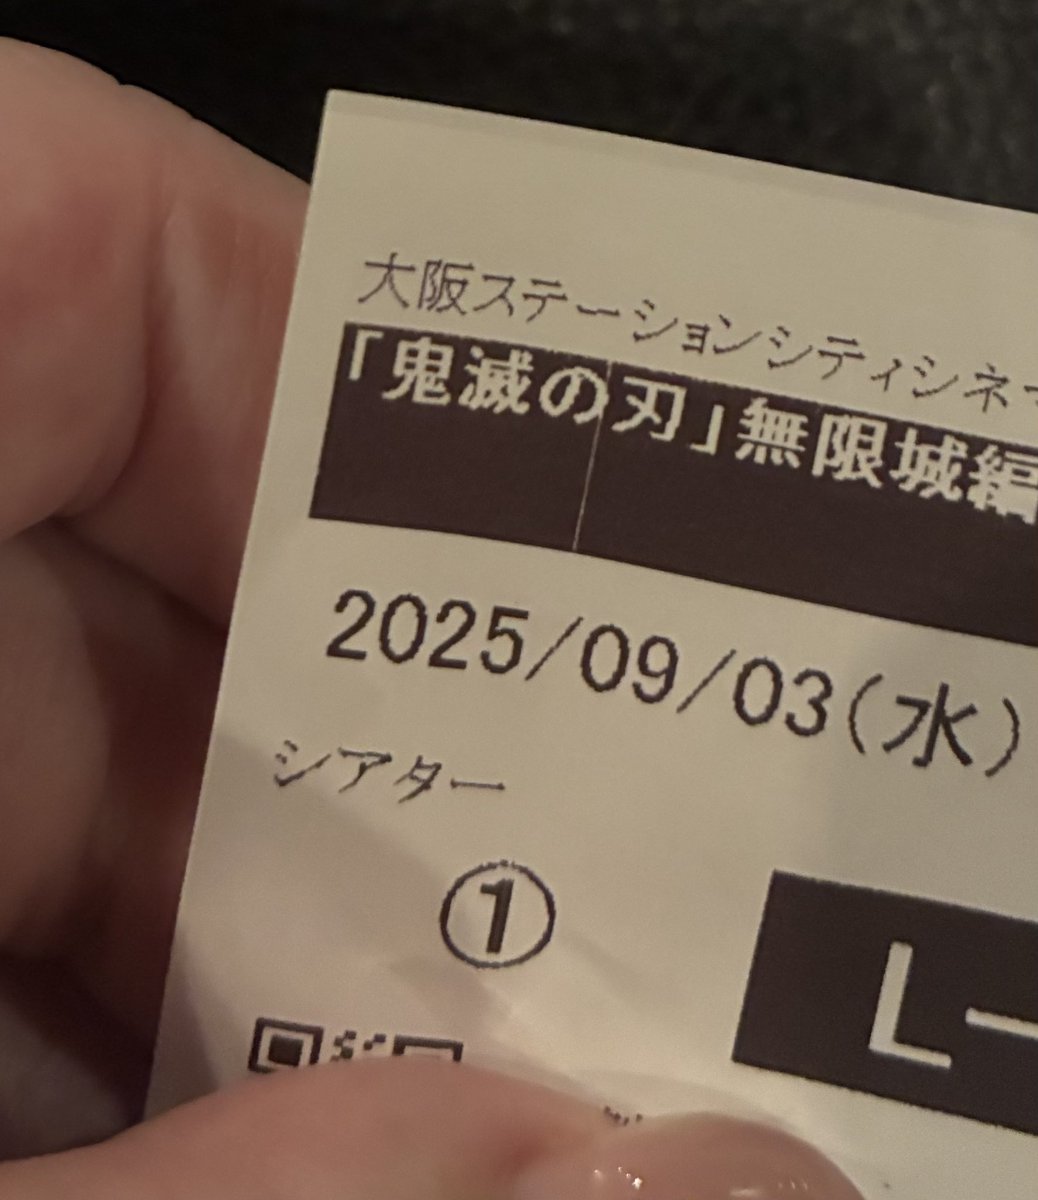 大阪ステーションシティシネマ
「鬼滅の刃」無限城編
2025/09/03(水)
シアター
①
L-